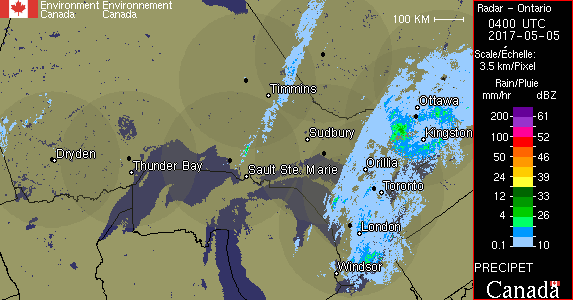 Environment Environnement
Canada Canada
100 KM
Timmins
Ottawa
Sudbury
Kingston
Dryden
Thunder Bay
Sault Ste. Marie
Orillia
Toronto
London
Windsor
Radar - Ontario
0400 UTC
2017-05-05
Scale/Échelle:
3.5 km/Pixel
Rain/Pluie
mm/hr dBZ
200 61
100 52
50 46
24 39
12 33
4 26
0.1 10
PRECIPET
Canada